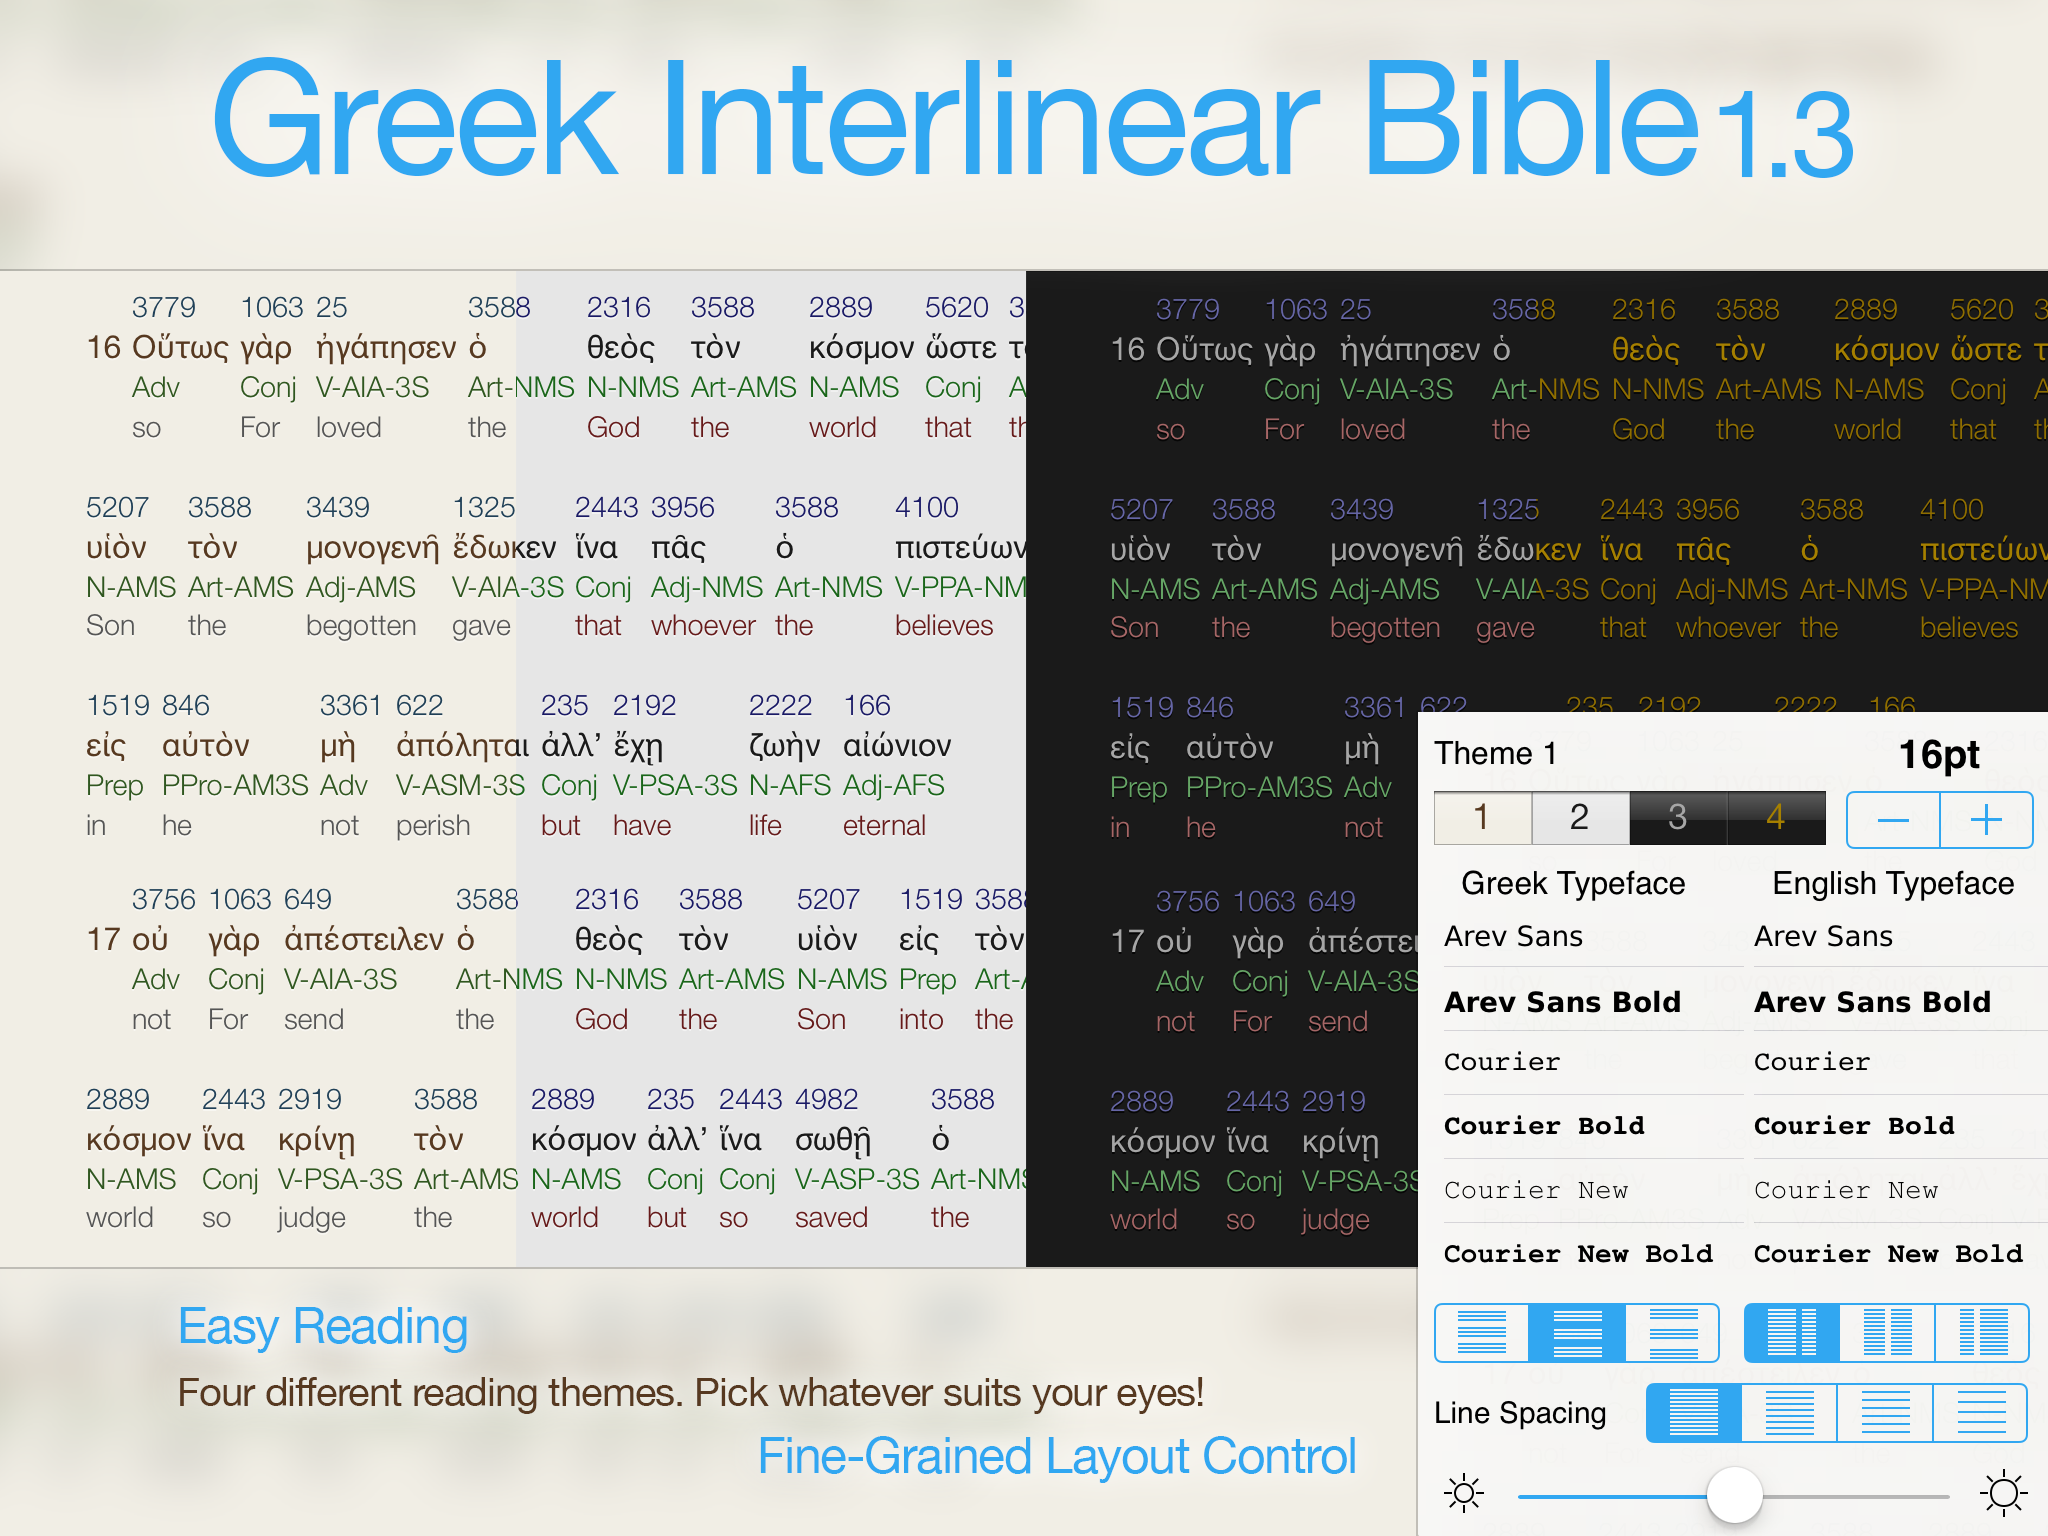 Greek Interlinear Bible 1.3
3779 1063 25 3588 2316 3588 2889 5620
16 Οὕτως γὰρ ἠγάπησεν ὁ θεὸς τὸν κόσμον ὥστε
Adv Conj V-AIA-3S Art-NMS N-NMS Art-AMS N-AMS Conj
so For loved the God the world that
5207 3588 3439 1325 2443 3956 3588 4100
υἱὸν τὸν μονογενῆ ἔδωκεν ἵνα πᾶς ὁ πιστεύων
N-AMS Art-AMS Adj-AMS V-AIA-3S Conj Adj-NMS Art-NMS V-PPA-NM
Son the begotten gave that whoever the believes
1519 846 3361 622 235 2192 2222 166
εἰς αὐτὸν μὴ ἀπόληται ἀλλ’ ἔχῃ ζωὴν αἰώνιον
Prep PPro-AM3S Adv V-ASM-3S Conj V-PSA-3S N-AFS Adj-AFS
in he not perish but have life eternal
3756 1063 649 3588 2316 3588 5207 1519 3588
17 οὐ γὰρ ἀπέστειλεν ὁ θεὸς τὸν υἱὸν εἰς τὸν
Adv Conj V-AIA-3S Art-NMS N-NMS Art-AMS N-AMS Prep Art-
not For send the God the Son into the
2889 2443 2919 3588 2889 235 2443 4982 3588
κόσμον ἵνα κρίνῃ τὸν κόσμον ἀλλ’ ἵνα σωθῇ ὁ
N-AMS Conj V-PSA-3S Art-AMS N-AMS Conj Conj V-ASP-3S Art-NMS
world so judge the world but so saved the
3779 1063 25 3588 2316 3588 2889 5620
16 Οὕτως γὰρ ἠγάπησεν ὁ θεὸς τὸν κόσμον ὥστε
Adv Conj V-AIA-3S Art-NMS N-NMS Art-AMS N-AMS Conj
so For loved the God the world that
5207 3588 3439 1325 2443 3956 3588 4100
υἱὸν τὸν μονογενῆ ἔδωκεν ἵνα πᾶς ὁ πιστεύων
N-AMS Art-AMS Adj-AMS V-AIA-3S Conj Adj-NMS Art-NMS V-PPA-NM
Son the begotten gave that whoever the believes
1519 846 3361 622 235 2192 2222 166
εἰς αὐτὸν μὴ
Prep PPro-AM3S Adv
in he not
3756 1063 649
17 οὐ γὰρ ἀπέστει
Adv Conj V-AIA-3S
not For send
2889 2443 2919
κόσμον ἵνα κρίνῃ
N-AMS Conj V-PSA-3S
world so judge
Theme 1 16pt
1 2 3 4 − +
Greek Typeface English Typeface
Arev Sans Arev Sans
Arev Sans Bold Arev Sans Bold
Courier Courier
Courier Bold Courier Bold
Courier New Courier New
Courier New Bold Courier New Bold
Line Spacing
Easy Reading
Four different reading themes. Pick whatever suits your eyes!
Fine-Grained Layout Control